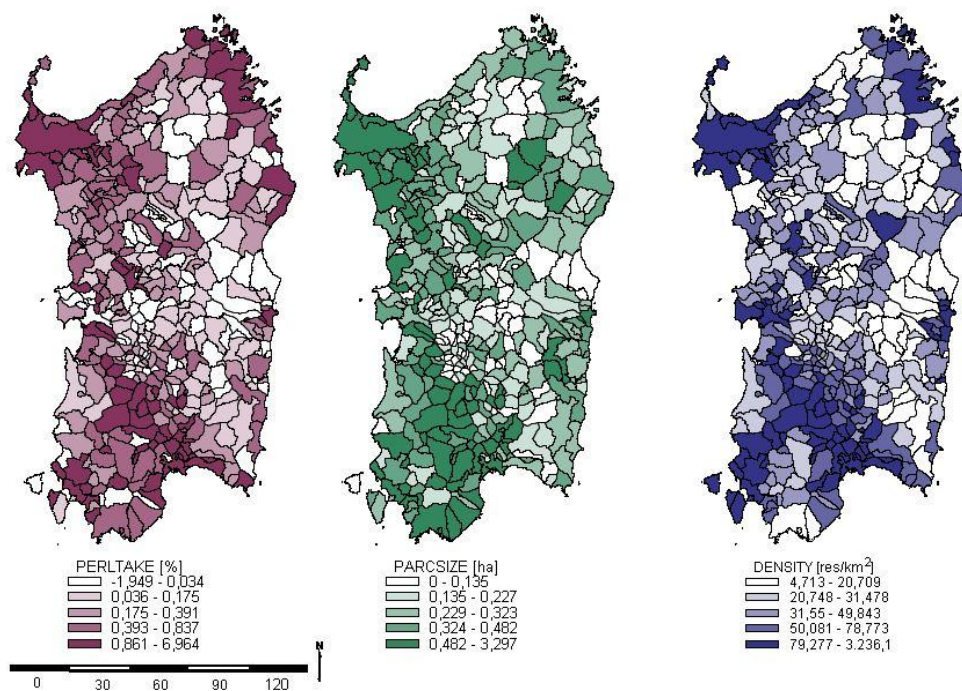 PERLTAKE [%]
-1,949 - 0,034
0,036 - 0,175
0,175 - 0,391
0,393 - 0,837
0,861 - 6,964
PARCSIZE [ha]
0 - 0,135
0,135 - 0,227
0,229 - 0,323
0,324 - 0,482
0,482 - 3,297
DENSITY [res/km²]
4,713 - 20,709
20,748 - 31,478
31,55 - 49,843
50,081 - 78,773
79,277 - 3.236,1
N
0 30 60 90 120